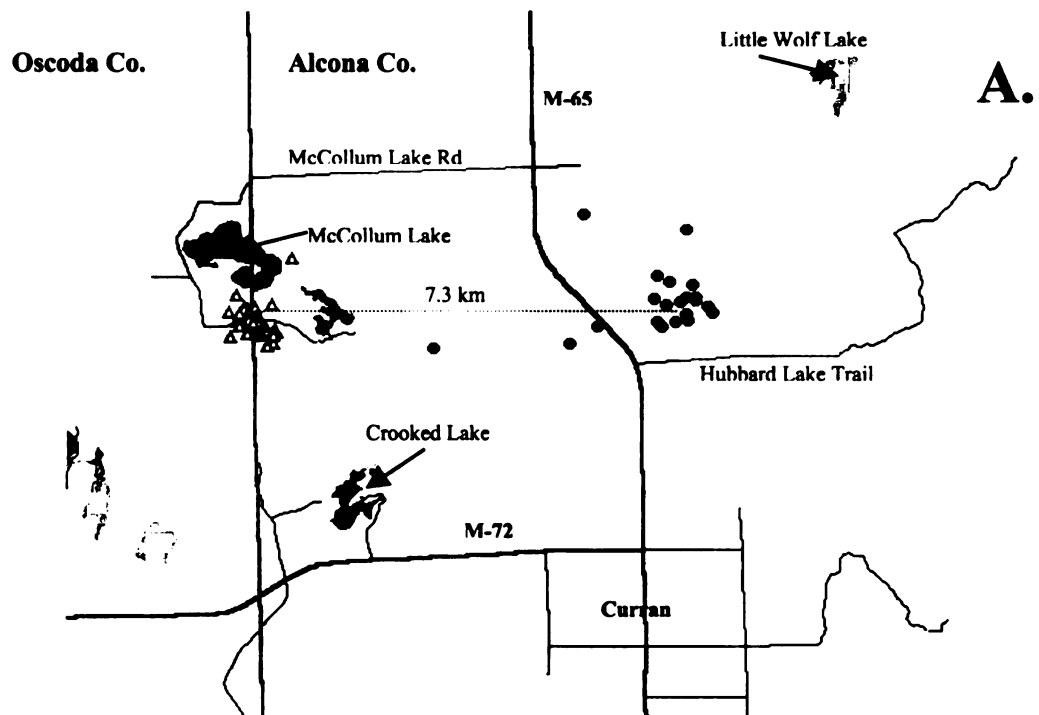 Little Wolf Lake
Oscoda Co.
Alcona Co.
A.
M-65
McCollum Lake Rd
McCollum Lake
7.3 km
Hubbard Lake Trail
Crooked Lake
M-72
Curran